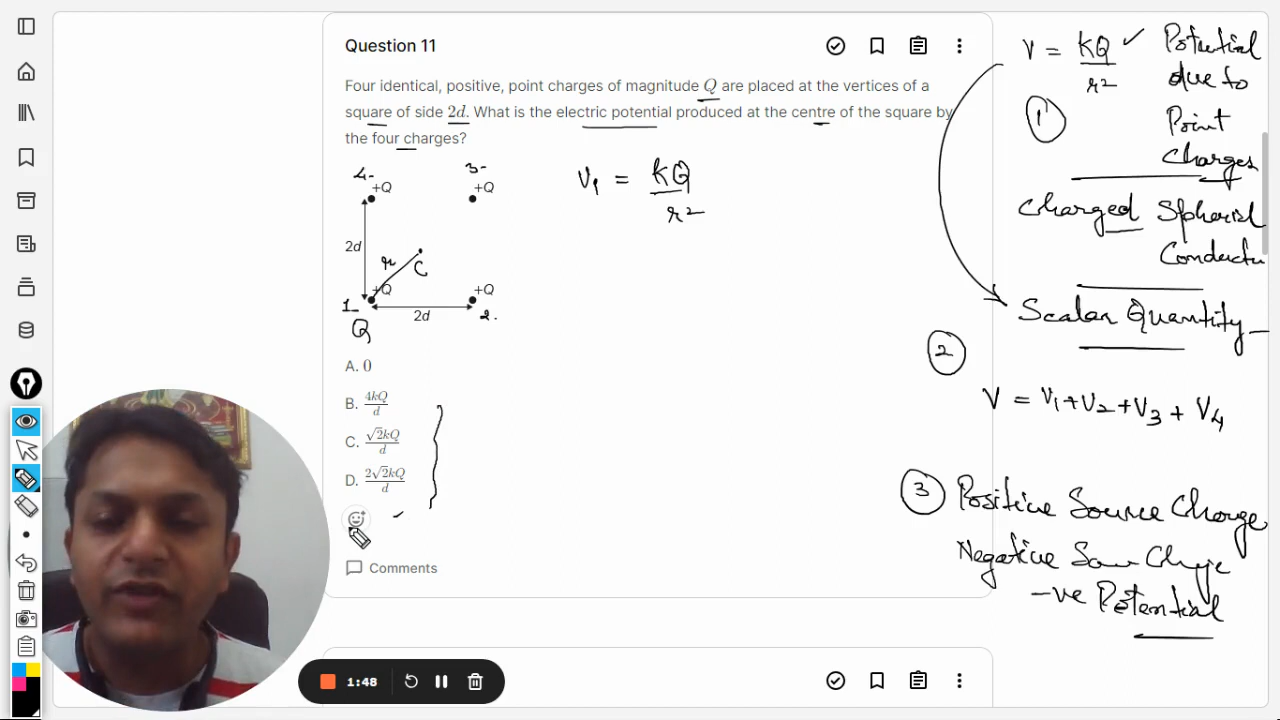 Question 11
Four identical, positive, point charges of magnitude Q are placed at the vertices of a
square of side 2d. What is the electric potential produced at the centre of the square by
the four charges?
4-
3-
+Q
+Q
2d
r
C
+Q
+Q
1-
2d
2.
Q
V₁ = kQ/r²
A. 0
B. 4kQ/d
C. √2kQ/d
D. 2√2kQ/d
Comments
1:48
V = kQ/r² ✓
Potential
due to
Point
Charges
1
Charged Spherical
Conductor
Scalar Quantity
2
V = V₁+V₂+V₃+V₄
3
Positive Source Charge
Negative Charge
-ve Potential